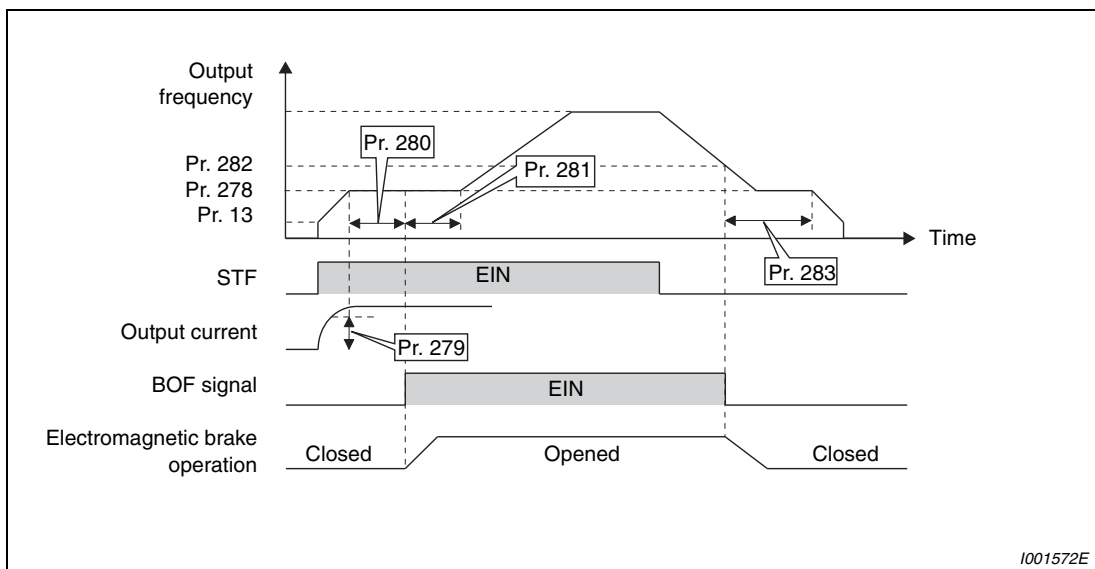 Output
frequency
Pr. 280
Pr. 282
Pr. 281
Pr. 278
Pr. 13
Time
Pr. 283
STF
EIN
Output current
Pr. 279
BOF signal
EIN
Electromagnetic brake
operation
Closed
Opened
Closed
I001572E